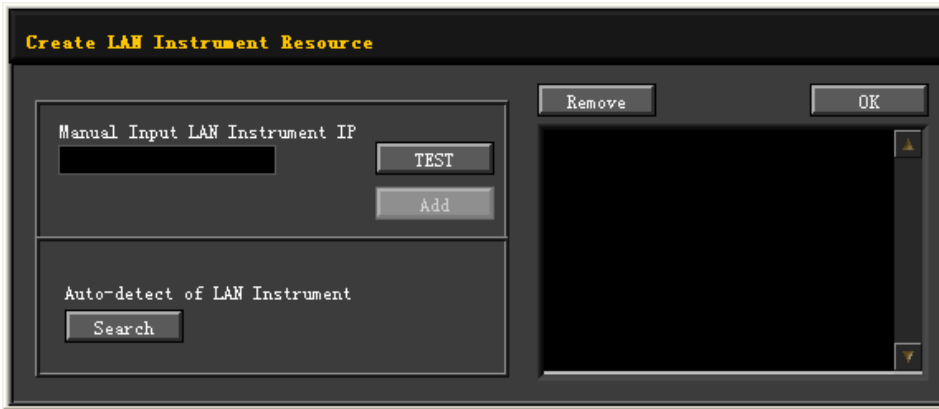 Create LAN Instrument Resource
Manual Input LAN Instrument IP
TEST
Add
Auto-detect of LAN Instrument
Search
Remove
OK